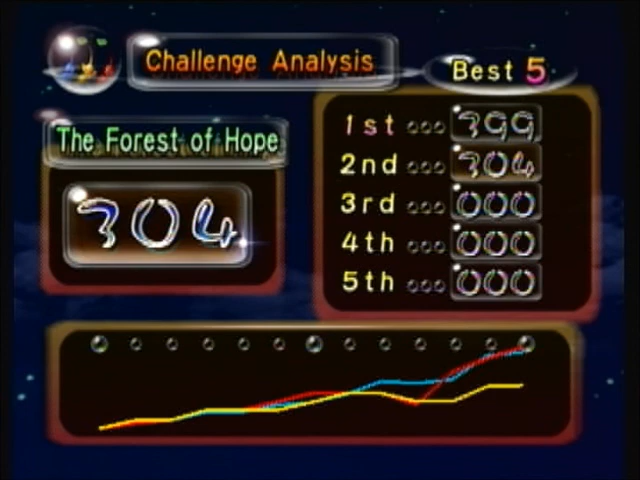 Challenge Analysis
Best 5
The Forest of Hope
304
1st 399
2nd 304
3rd 000
4th 000
5th 000